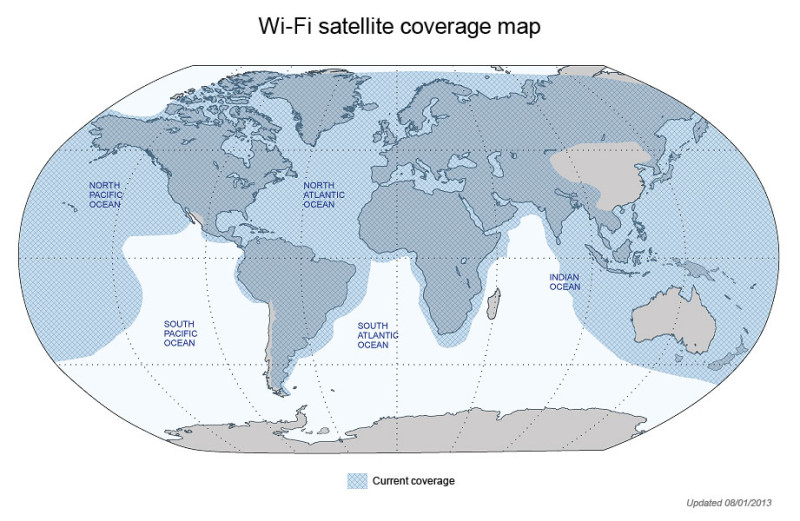 Wi-Fi satellite coverage map
NORTH
PACIFIC
OCEAN
NORTH
ATLANTIC
OCEAN
INDIAN
OCEAN
SOUTH
PACIFIC
OCEAN
SOUTH
ATLANTIC
OCEAN
Current coverage
Updated 08/01/2013